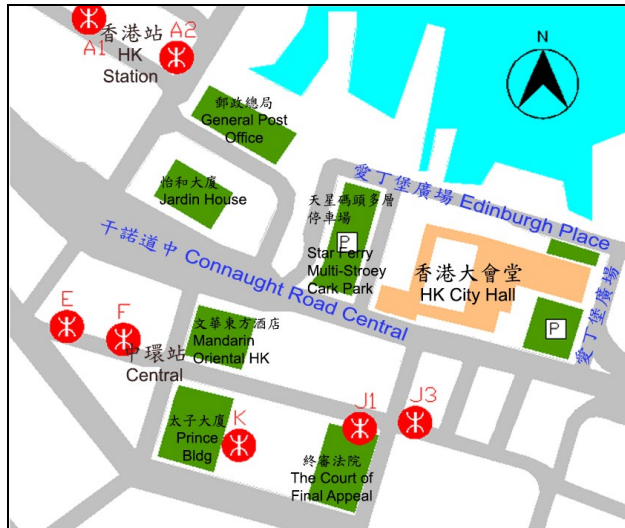 香港站
HK
Station
A1
A2
N
郵政總局
General Post
Office
怡和大廈
Jardin House
天星碼頭多層
停車場
P
Star Ferry
Multi-Stroey
Cark Park
愛丁堡廣場 Edinburgh Place
香港大會堂
HK City Hall
愛丁堡廣場
P
干諾道中 Connaught Road Central
E
F
中環站
Central
文華東方酒店
Mandarin
Oriental HK
太子大廈
Prince
Bldg
K
J1
J3
終審法院
The Court of
Final Appeal